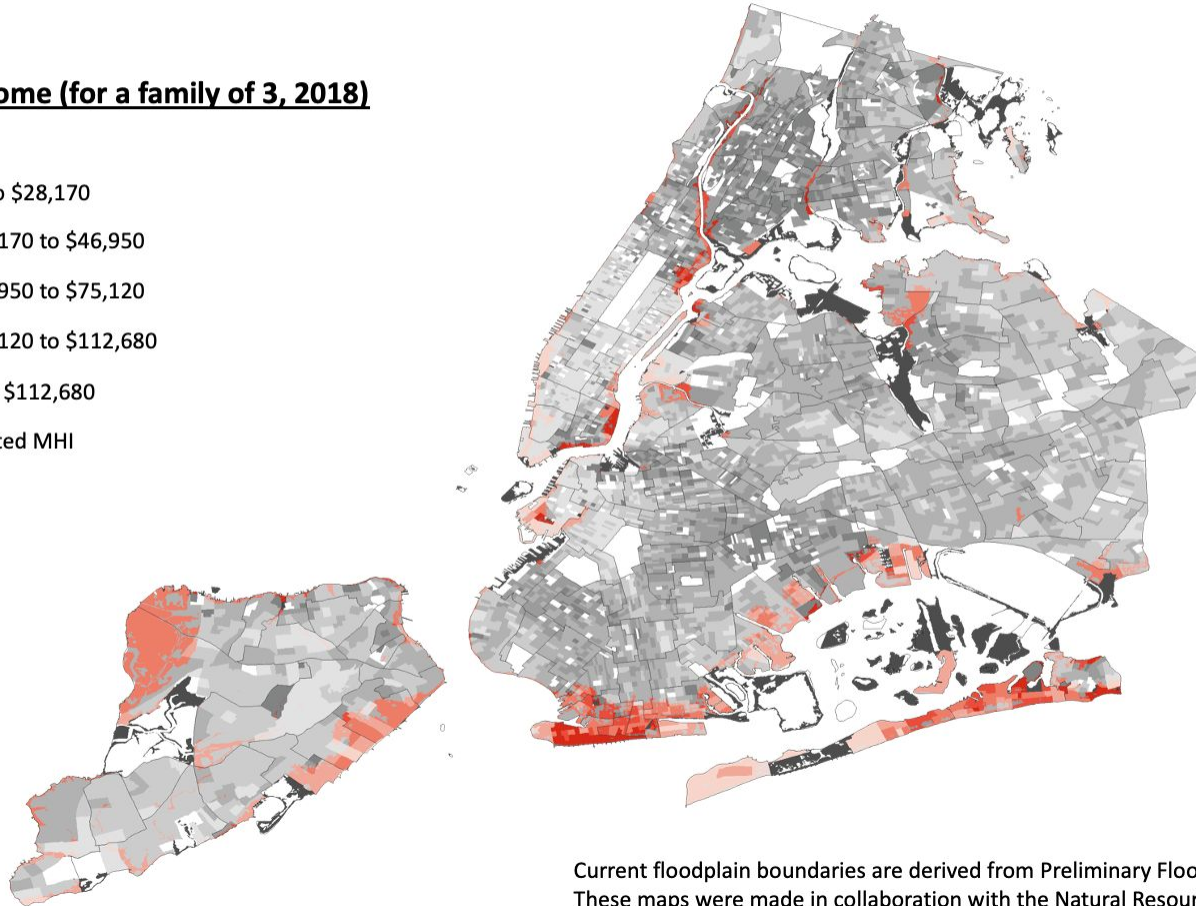 ome (for a family of 3, 2018)
o $28,170
170 to $46,950
950 to $75,120
120 to $112,680
$112,680
ted MHI
Current floodplain boundaries are derived from Preliminary Floo
These maps were made in collaboration with the Natural Resour